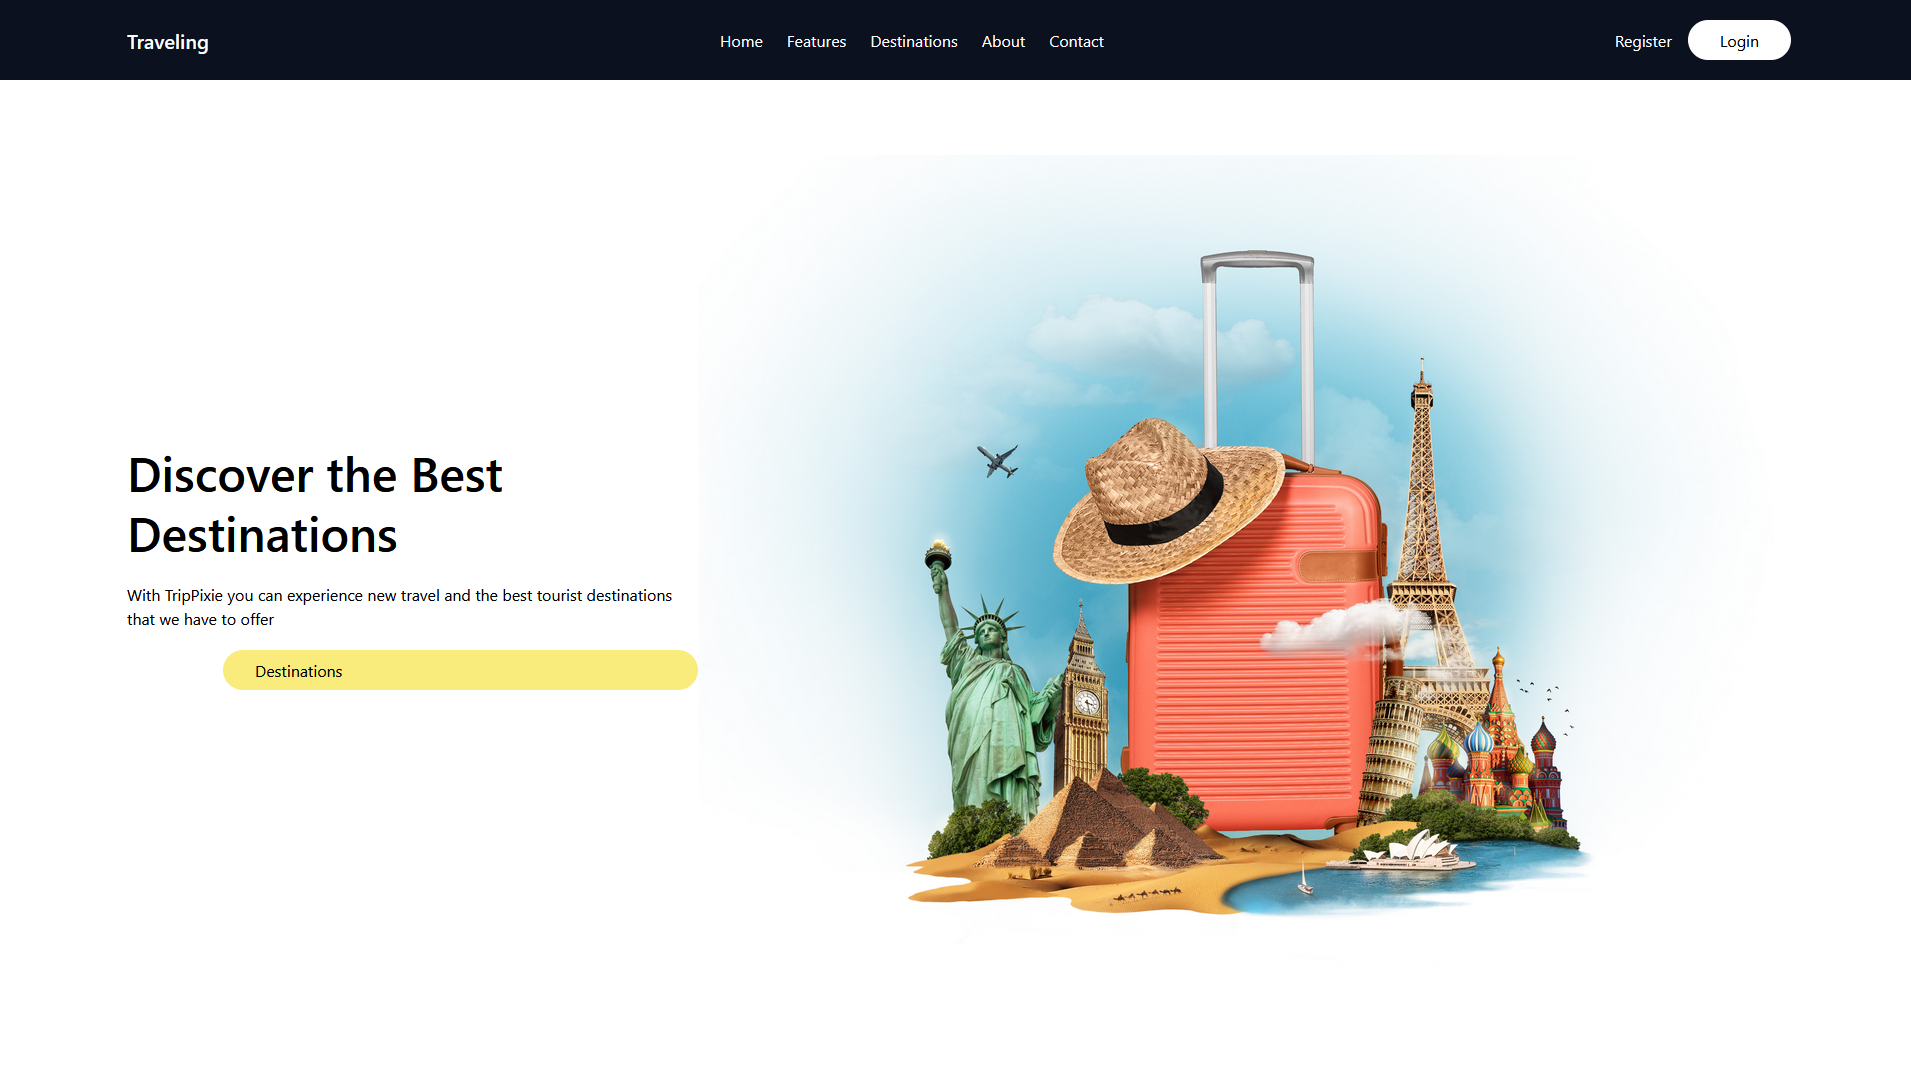 Traveling
Home Features Destinations About Contact
Register Login
Discover the Best
Destinations
With TripPixie you can experience new travel and the best tourist destinations
that we have to offer
Destinations